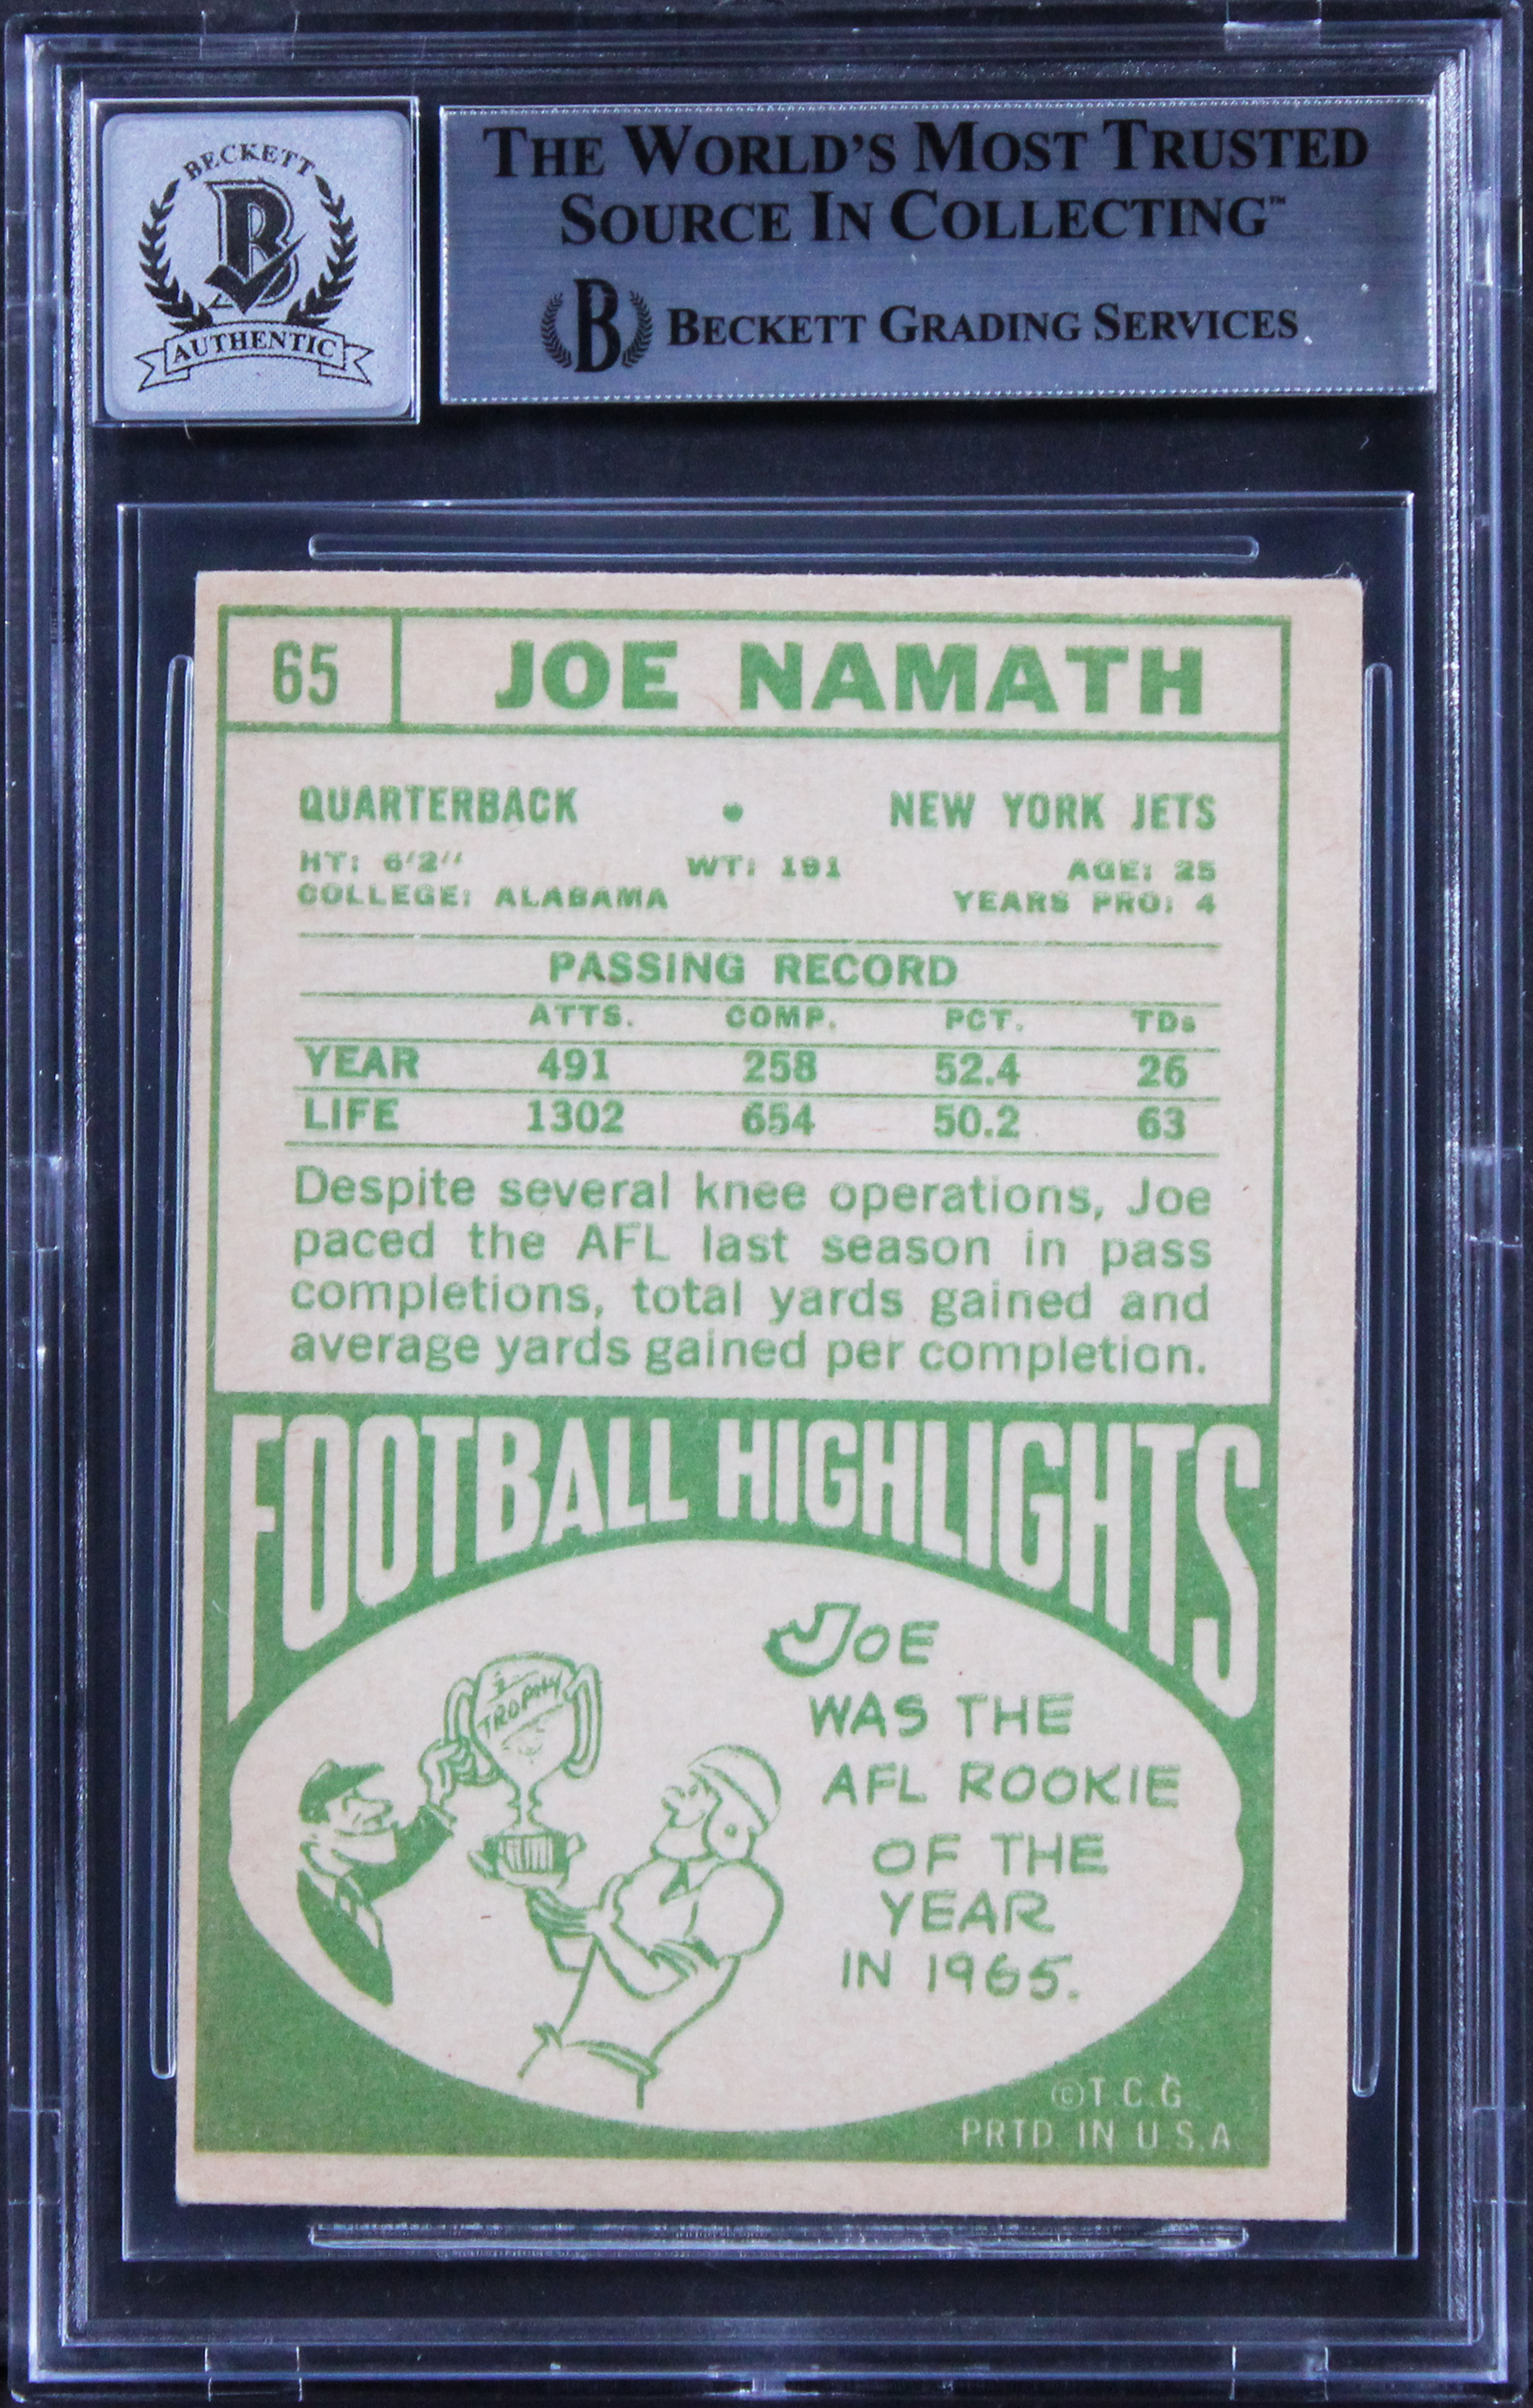 BECKETT
AUTHENTIC
THE WORLD'S MOST TRUSTED
SOURCE IN COLLECTING™
B BECKETT GRADING SERVICES
65 JOE NAMATH
QUARTERBACK • NEW YORK JETS
HT: 6'2" WT: 191 AGE: 25
COLLEGE: ALABAMA YEARS PRO: 4
PASSING RECORD
ATTS. COMP. PCT. TDs
YEAR 491 258 52.4 26
LIFE 1302 654 50.2 63
Despite several knee operations, Joe
paced the AFL last season in pass
completions, total yards gained and
average yards gained per completion.
FOOTBALL HIGHLIGHTS
TROPHY
JOE
WAS THE
AFL ROOKIE
OF THE
YEAR
IN 1965.
©T.C.G.
PRTD. IN U.S.A.